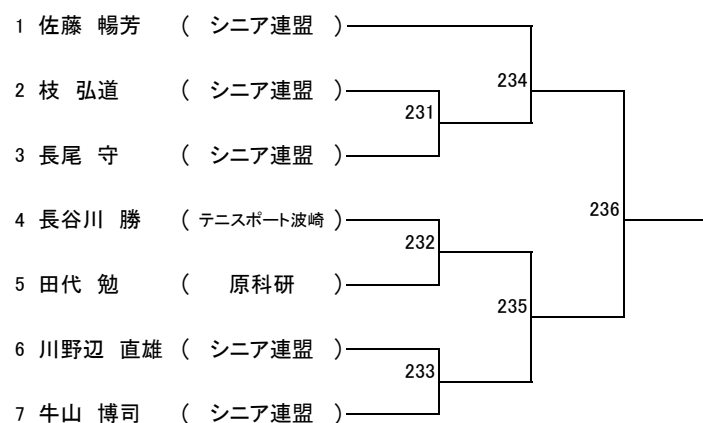 1 佐藤 暢芳 ( シニア連盟 )
234
2 枝 弘道 ( シニア連盟 )
231
3 長尾 守 ( シニア連盟 )
236
4 長谷川 勝 ( テニスポート波崎 )
232
5 田代 勉 ( 原科研 )
235
6 川野辺 直雄 ( シニア連盟 )
233
7 牛山 博司 ( シニア連盟 )